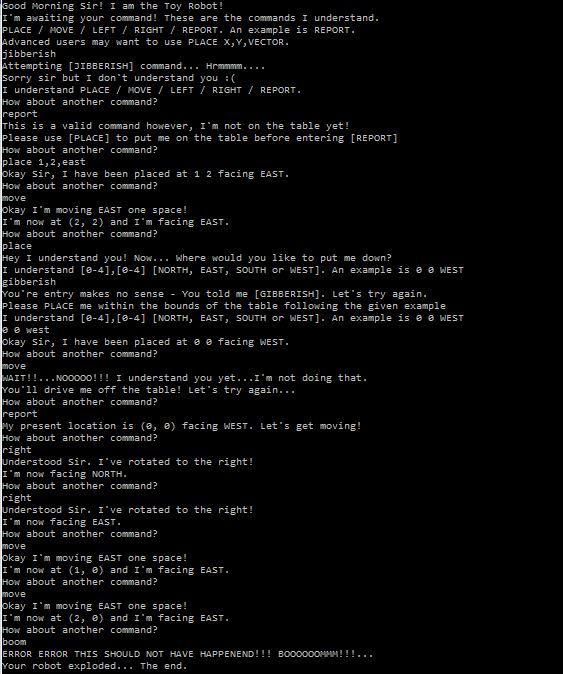 Good Morning Sir! I am the Toy Robot!
I'm awaiting your command! These are the commands I understand.
PLACE / MOVE / LEFT / RIGHT / REPORT. An example is REPORT.
Advanced users may want to use PLACE X,Y,VECTOR.
jibberish
Attempting [JIBBERISH] command... Hrmmmm....
Sorry sir but I don't understand you :(
I understand PLACE / MOVE / LEFT / RIGHT / REPORT.
How about another command?
report
This is a valid command however, I'm not on the table yet!
Please use [PLACE] to put me on the table before entering [REPORT]
How about another command?
place 1,2,east
Okay Sir, I have been placed at 1 2 facing EAST.
How about another command?
move
Okay I'm moving EAST one space!
I'm now at (2, 2) and I'm facing EAST.
How about another command?
place
Hey I understand you! Now... Where would you like to put me down?
I understand [0-4],[0-4] [NORTH, EAST, SOUTH or WEST]. An example is 0 0 WEST
gibberish
You're entry makes no sense - You told me [GIBBERISH]. Let's try again.
Please PLACE me within the bounds of the table following the given example
I understand [0-4],[0-4] [NORTH, EAST, SOUTH or WEST]. An example is 0 0 WEST
0 0 west
Okay Sir, I have been placed at 0 0 facing WEST.
How about another command?
move
WAIT!!...NOOOOO!!! I understand you yet...I'm not doing that.
You'll drive me off the table! Let's try again...
How about another command?
report
My present location is (0, 0) facing WEST. Let's get moving!
How about another command?
right
Understood Sir. I've rotated to the right!
I'm now facing NORTH.
How about another command?
right
Understood Sir. I've rotated to the right!
I'm now facing EAST.
How about another command?
move
Okay I'm moving EAST one space!
I'm now at (1, 0) and I'm facing EAST.
How about another command?
move
Okay I'm moving EAST one space!
I'm now at (2, 0) and I'm facing EAST.
How about another command?
boom
ERROR ERROR THIS SHOULD NOT HAVE HAPPENEND!!! BOOOOOOMMM!!!...
Your robot exploded... The end.